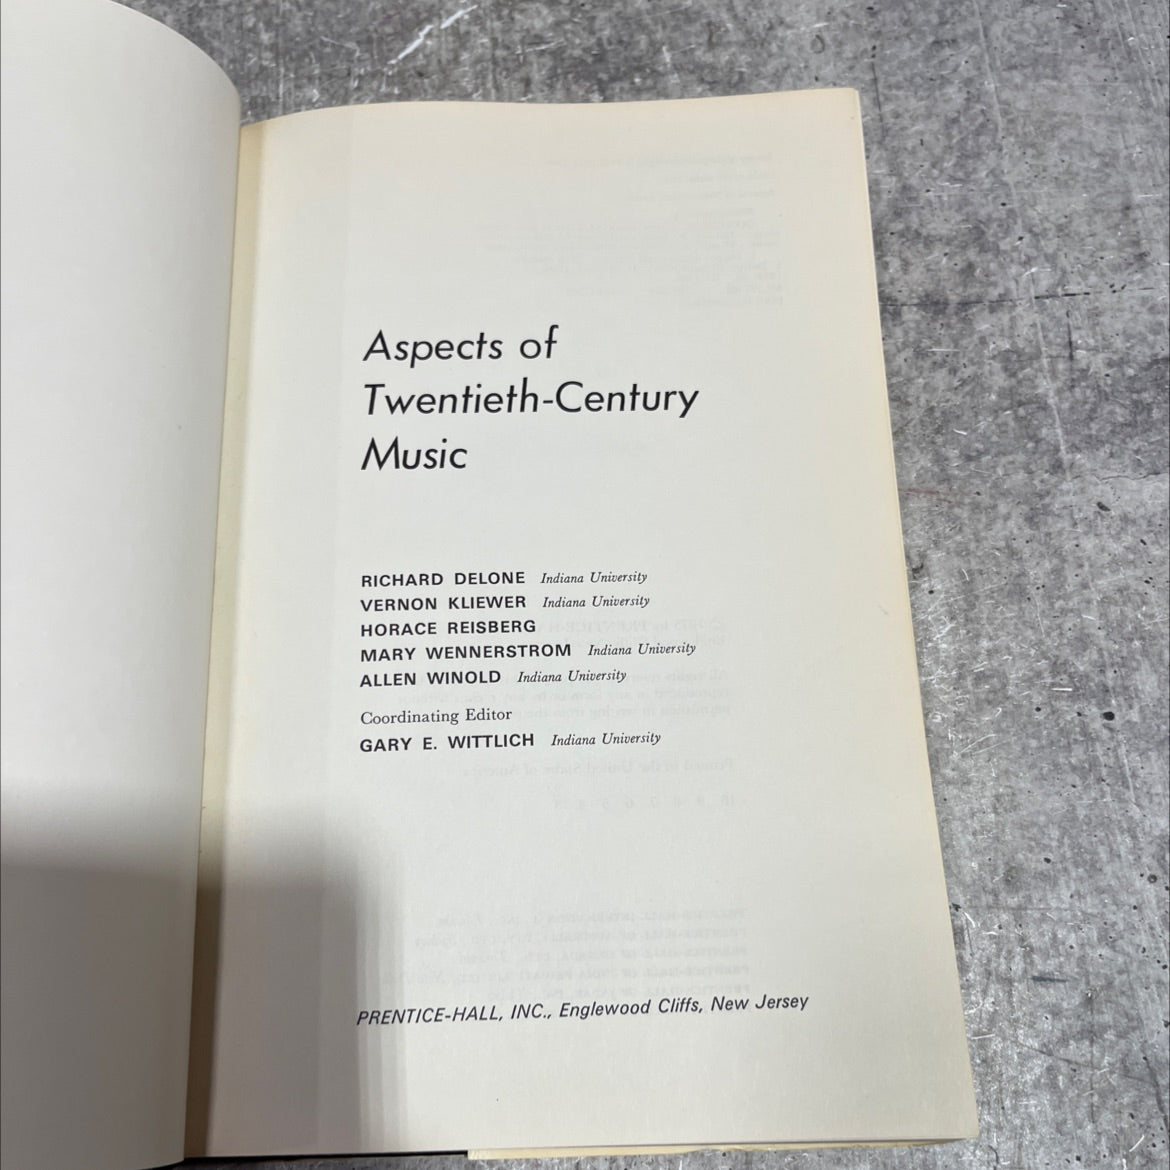 Aspects of
Twentieth-Century
Music
RICHARD DELONE Indiana University
VERNON KLIEWER Indiana University
HORACE REISBERG
MARY WENNERSTROM Indiana University
ALLEN WINOLD Indiana University
Coordinating Editor
GARY E. WITTLICH Indiana University
PRENTICE-HALL, INC., Englewood Cliffs, New Jersey